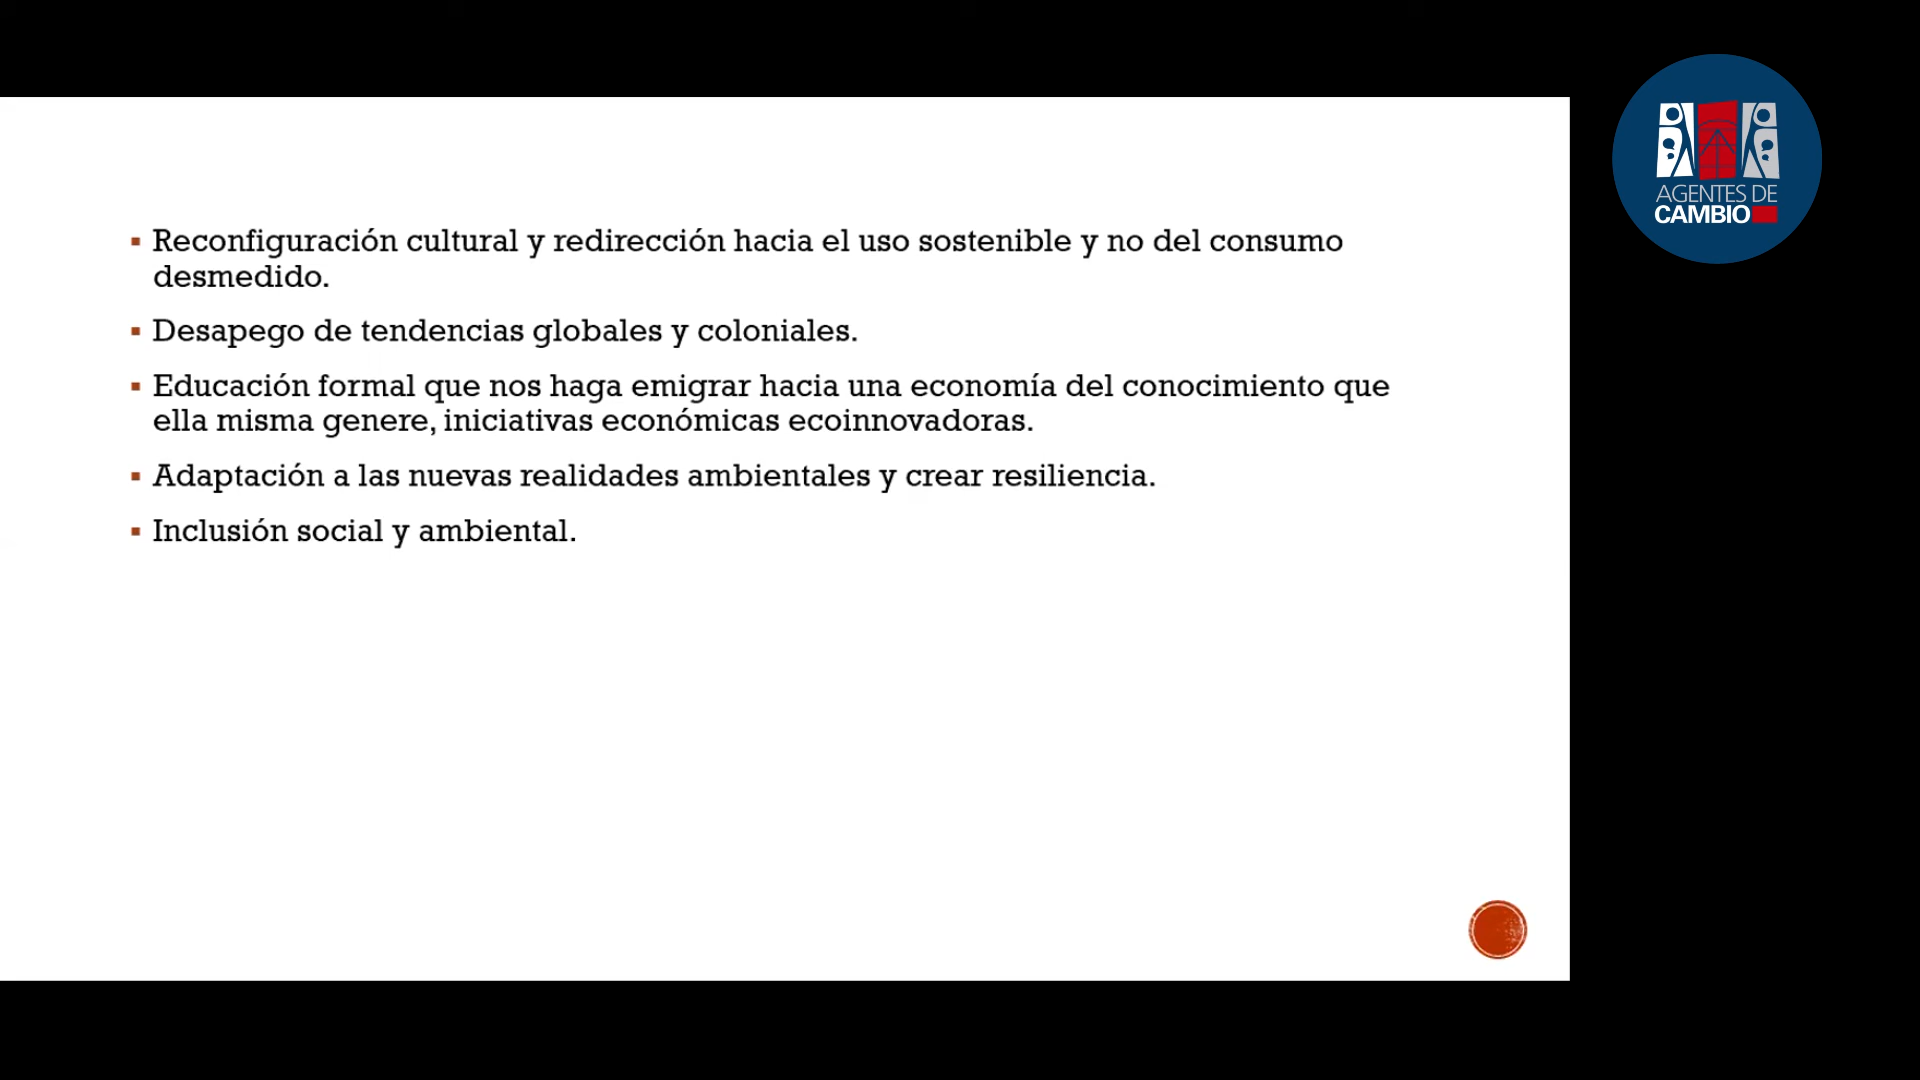 Reconfiguración cultural y redirección hacia el uso sostenible y no del consumo
desmedido.
Desapego de tendencias globales y coloniales.
Educación formal que nos haga emigrar hacia una economía del conocimiento que
ella misma genere, iniciativas económicas ecoinnovadoras.
Adaptación a las nuevas realidades ambientales y crear resiliencia.
Inclusión social y ambiental.
AGENTES DE
CAMBIO